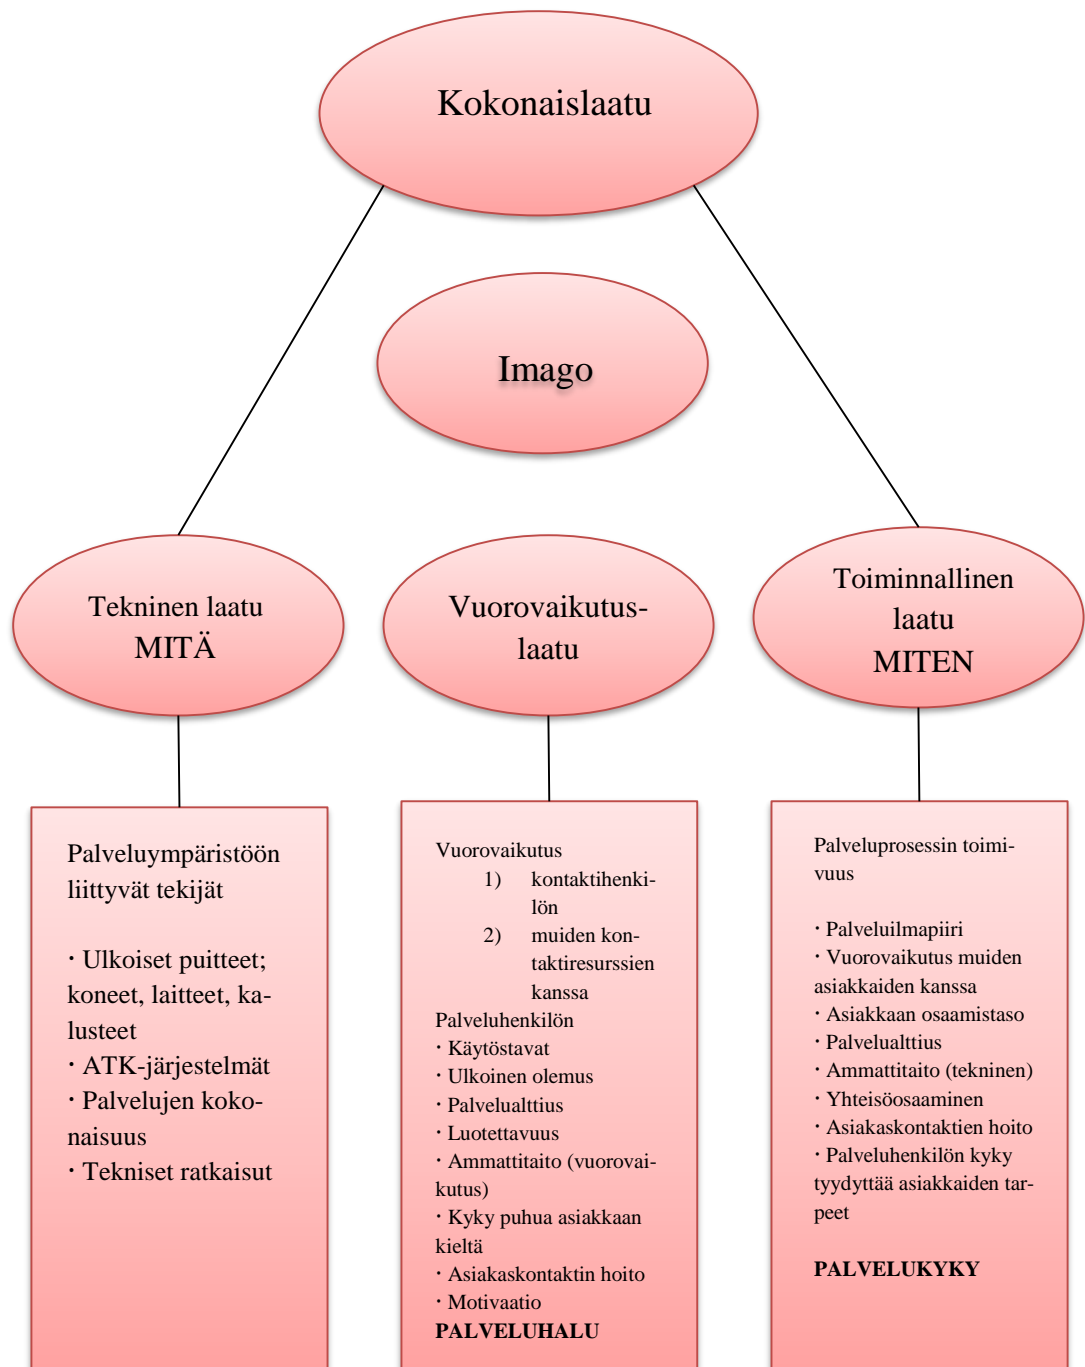 Kokonaislaatu
Imago
Tekninen laatu
MITÄ
Vuorovaikutus-
laatu
Toiminnallinen
laatu
MITEN
Palveluympäristöön
liittyvät tekijät
· Ulkoiset puitteet;
koneet, laitteet, ka-
lusteet
· ATK-järjestelmät
· Palvelujen koko-
naisuus
· Tekniset ratkaisut
Vuorovaikutus
1) kontaktihenki-
lön
2) muiden kon-
taktiresurssien
kanssa
Palveluhenkilön
· Käytöstavat
· Ulkoinen olemus
· Palvelualttius
· Luotettavuus
· Ammattitaito (vuorovai-
kutus)
· Kyky puhua asiakkaan
kieltä
· Asiakaskontaktin hoito
· Motivaatio
PALVELUHALU
Palveluprosessin toimi-
vuus
· Palveluilmapiiri
· Vuorovaikutus muiden
asiakkaiden kanssa
· Asiakkaan osaamistaso
· Palvelualttius
· Ammattitaito (tekninen)
· Yhteisöosaaminen
· Asiakaskontaktien hoito
· Palveluhenkilön kyky
tyydyttää asiakkaiden tar-
peet
PALVELUKYKY